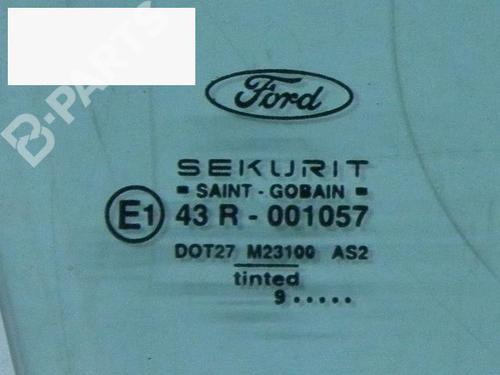 B-PARTS
Ford
SEKURIT
SAINT - GOBAIN
E1 43 R - 001057
DOT27 M23100 AS2
tinted
9 .....